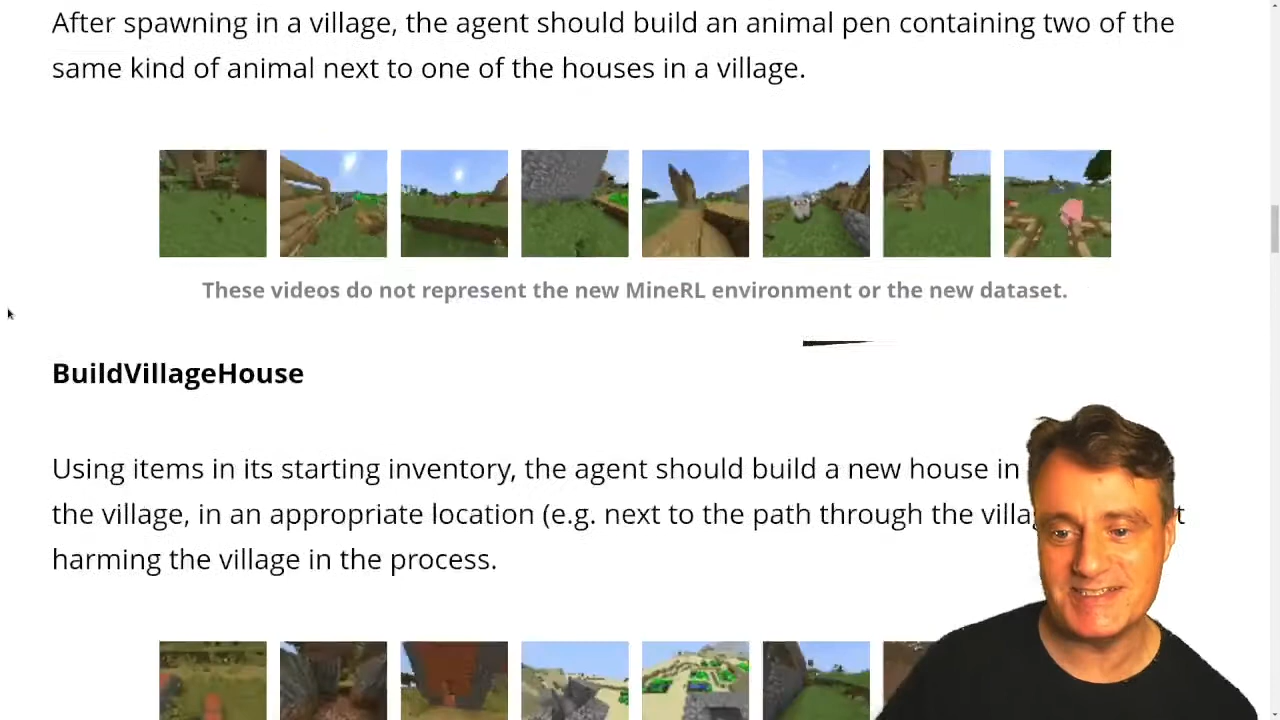 After spawning in a village, the agent should build an animal pen containing two of the
same kind of animal next to one of the houses in a village.
These videos do not represent the new MineRL environment or the new dataset.
BuildVillageHouse
Using items in its starting inventory, the agent should build a new house in
the village, in an appropriate location (e.g. next to the path through the
harming the village in the process.